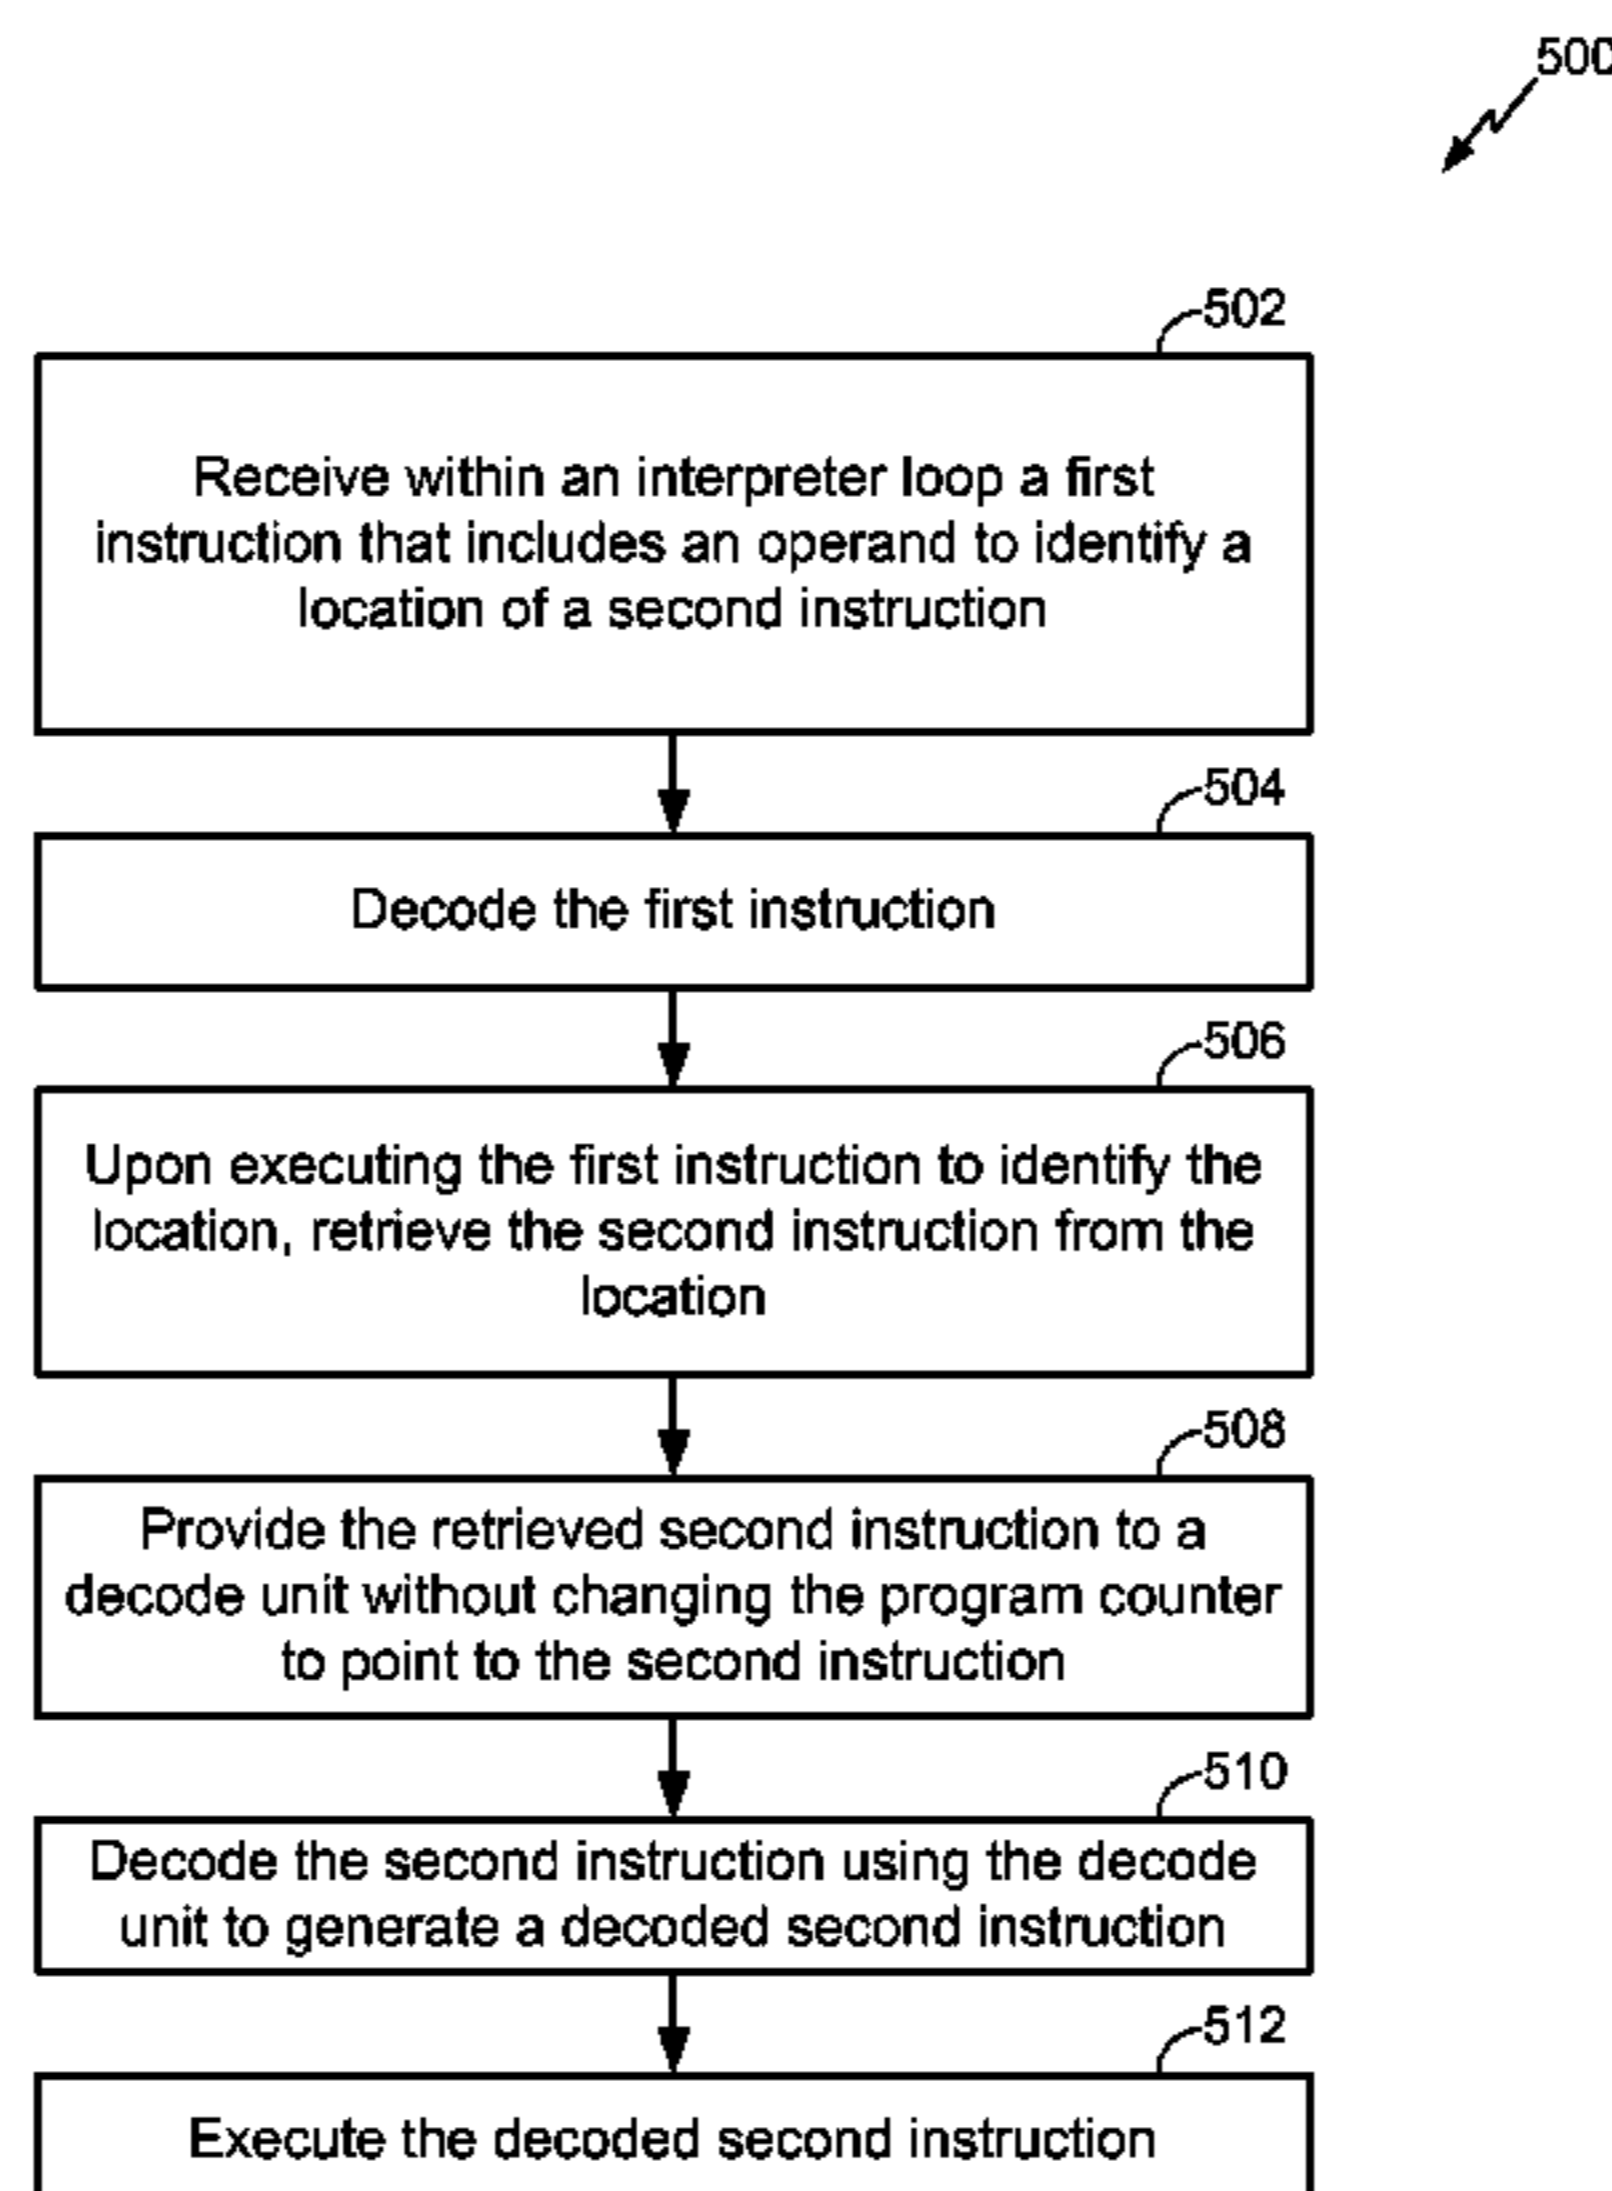 500
502
Receive within an interpreter loop a first
instruction that includes an operand to identify a
location of a second instruction
504
Decode the first instruction
506
Upon executing the first instruction to identify the
location, retrieve the second instruction from the
location
508
Provide the retrieved second instruction to a
decode unit without changing the program counter
to point to the second instruction
510
Decode the second instruction using the decode
unit to generate a decoded second instruction
512
Execute the decoded second instruction